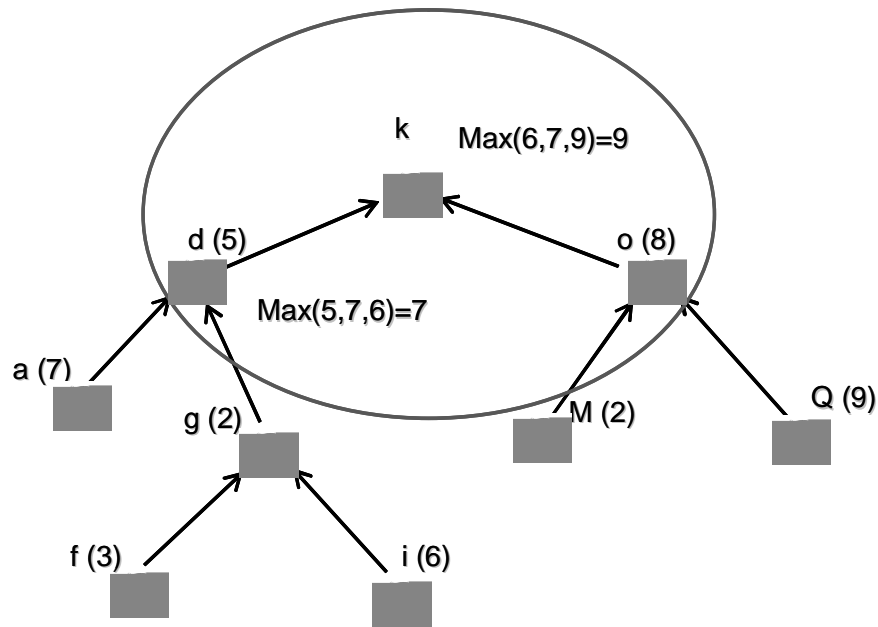 k
Max(6,7,9)=9
d (5)
o (8)
Max(5,7,6)=7
a (7)
g (2)
M (2)
Q (9)
f (3)
i (6)